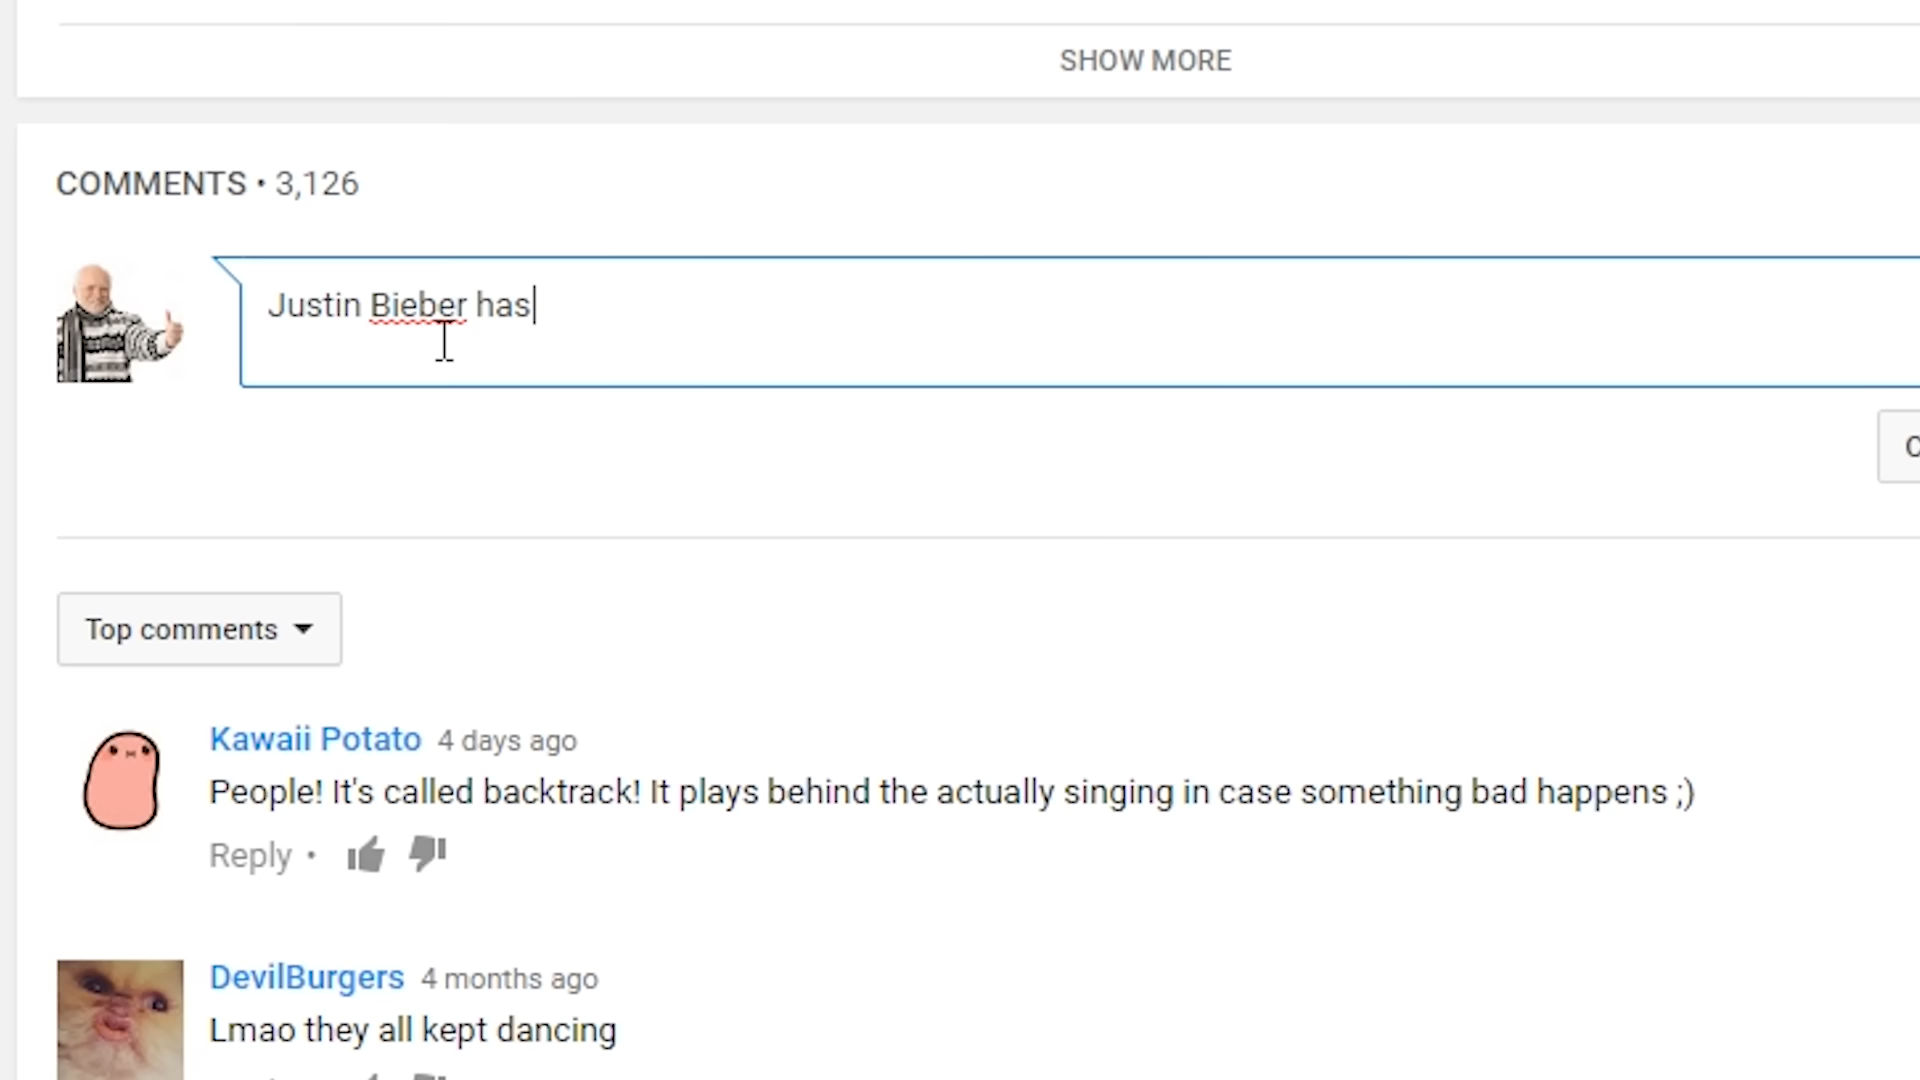 SHOW MORE
COMMENTS • 3,126
Justin Bieber has
Top comments
Kawaii Potato 4 days ago
People! It's called backtrack! It plays behind the actually singing in case something bad happens ;)
Reply •
DevilBurgers 4 months ago
Lmao they all kept dancing